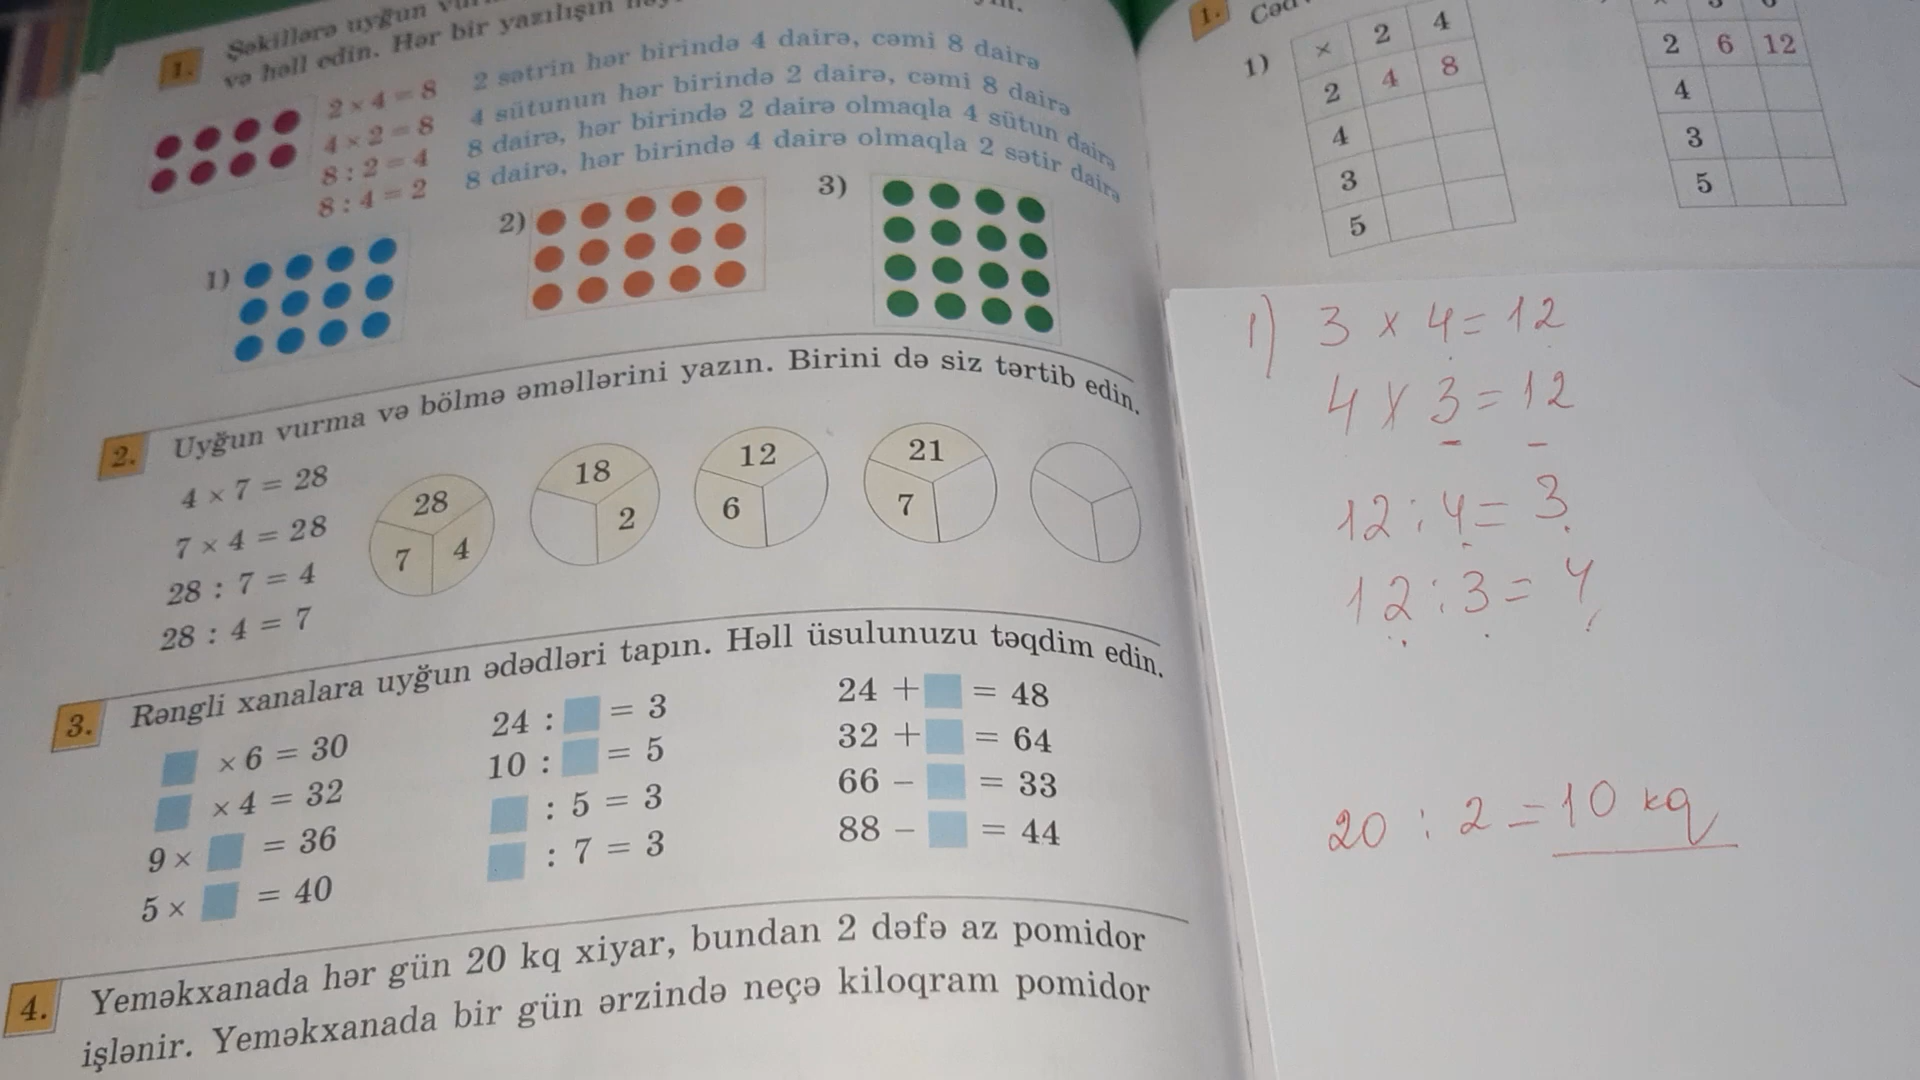 1. Şəkillərə uyğun
və həll edin. Hər bir yazılışın
2 × 4 = 8
4 × 2 = 8
8 : 2 = 4
8 : 4 = 2
2 sətrin hər birində 4 dairə, cəmi 8 dairə
4 sütunun hər birində 2 dairə, cəmi 8 dairə
8 dairə, hər birində 2 dairə olmaqla 4 sütun dairə
8 dairə, hər birində 4 dairə olmaqla 2 sətir dairə
1)
2)
3)
2. Uyğun vurma və bölmə əməllərini yazın. Birini də siz tərtib edin.
4 × 7 = 28
7 × 4 = 28
28 : 7 = 4
28 : 4 = 7
28
7 4
18
2
12
6
21
7
3. Rəngli xanalara uyğun ədədləri tapın. Həll üsulunuzu təqdim edin.
× 6 = 30
× 4 = 32
9 × = 36
5 × = 40
24 : = 3
10 : = 5
: 5 = 3
: 7 = 3
24 + = 48
32 + = 64
66 – = 33
88 – = 44
4. Yeməkxanada hər gün 20 kq xiyar, bundan 2 dəfə az pomidor
işlənir. Yeməkxanada bir gün ərzində neçə kiloqram pomidor
1.
1)
× 2 4
2 4 8
4
3
5
2 6 12
4
3
5
1) 3 × 4 = 12
4 × 3 = 12
12 : 4 = 3
12 : 3 = 4
20 : 2 = 10 kq